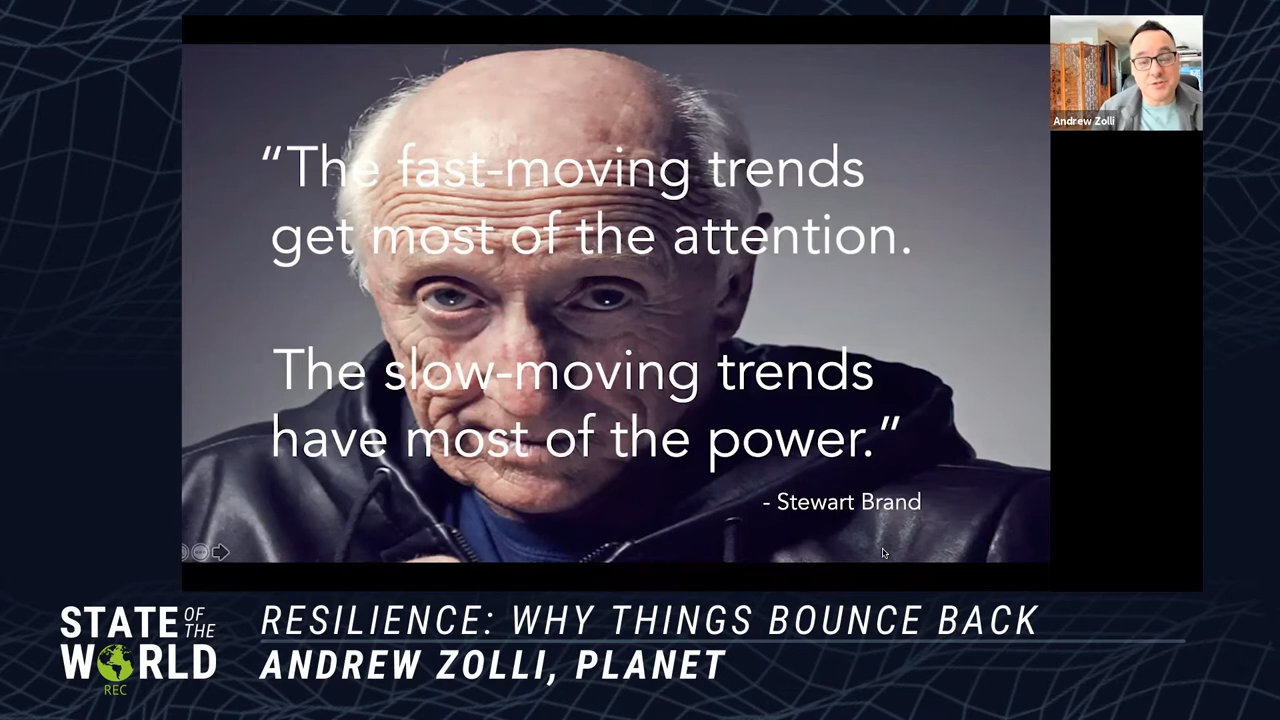 “The fast-moving trends
get most of the attention.
The slow-moving trends
have most of the power.”
- Stewart Brand
Andrew Zolli
STATE OF THE
WORLD
REC
RESILIENCE: WHY THINGS BOUNCE BACK
ANDREW ZOLLI, PLANET